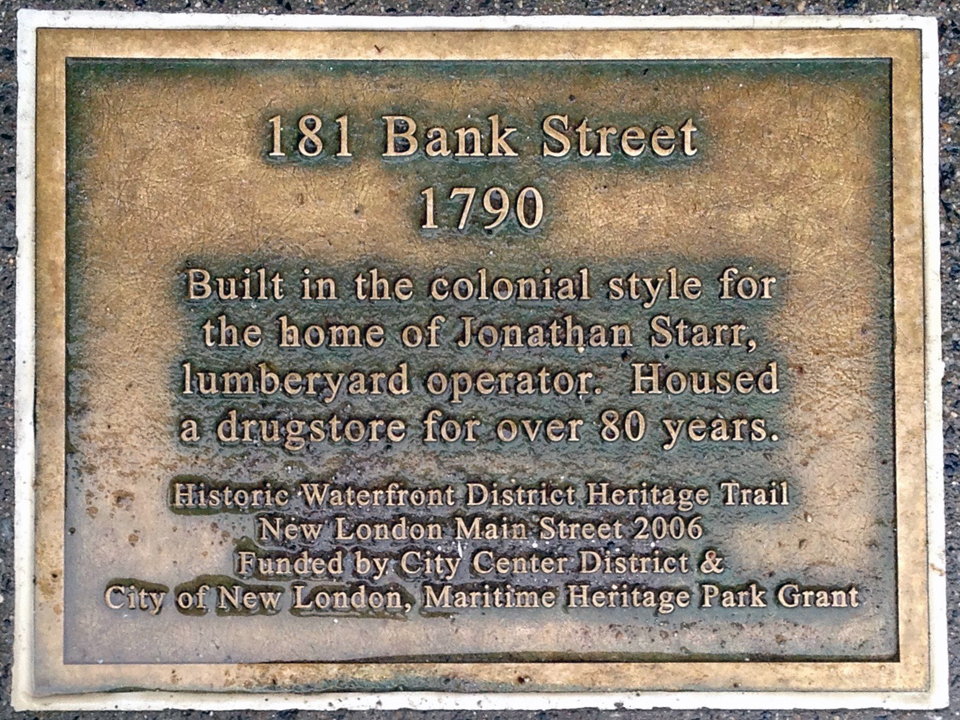 181 Bank Street
1790
Built in the colonial style for
the home of Jonathan Starr,
lumberyard operator. Housed
a drugstore for over 80 years.
Historic Waterfront District Heritage Trail
New London Main Street 2006
Funded by City Center District &
City of New London, Maritime Heritage Park Grant